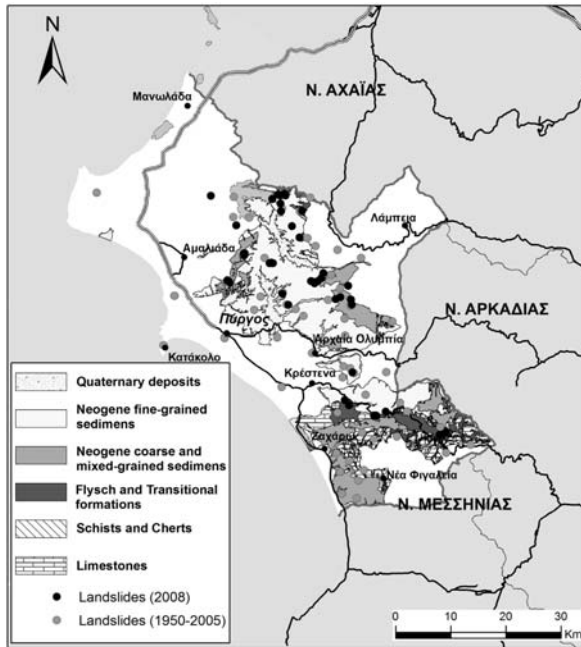 N
Μανωλάδα
Ν. ΑΧΑΪΑΣ
Λάμπεια
Αμαλιάδα
Ν. ΑΡΚΑΔΙΑΣ
Πύργος
Αρχαία Ολυμπία
Κατάκολο
Κρέστενα
Ζαχάρω
Νέα Φιγαλεία
Ν. ΜΕΣΣΗΝΙΑΣ
Quaternary deposits
Neogene fine-grained
sedimens
Neogene coarse and
mixed-grained sedimens
Flysch and Transitional
formations
Schists and Cherts
Limestones
Landslides (2008)
Landslides (1950-2005)
0 10 20 30
Km